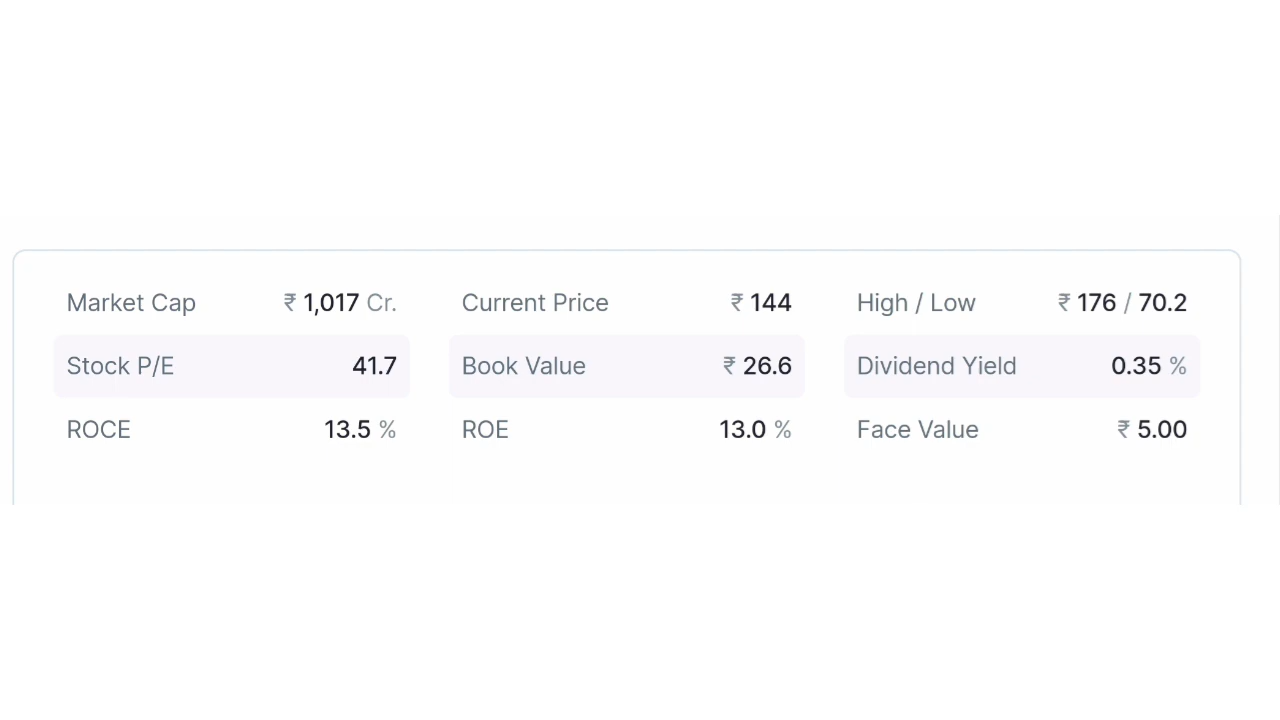 Market Cap ₹ 1,017 Cr. Current Price ₹ 144 High / Low ₹ 176 / 70.2
Stock P/E 41.7 Book Value ₹ 26.6 Dividend Yield 0.35 %
ROCE 13.5 % ROE 13.0 % Face Value ₹ 5.00